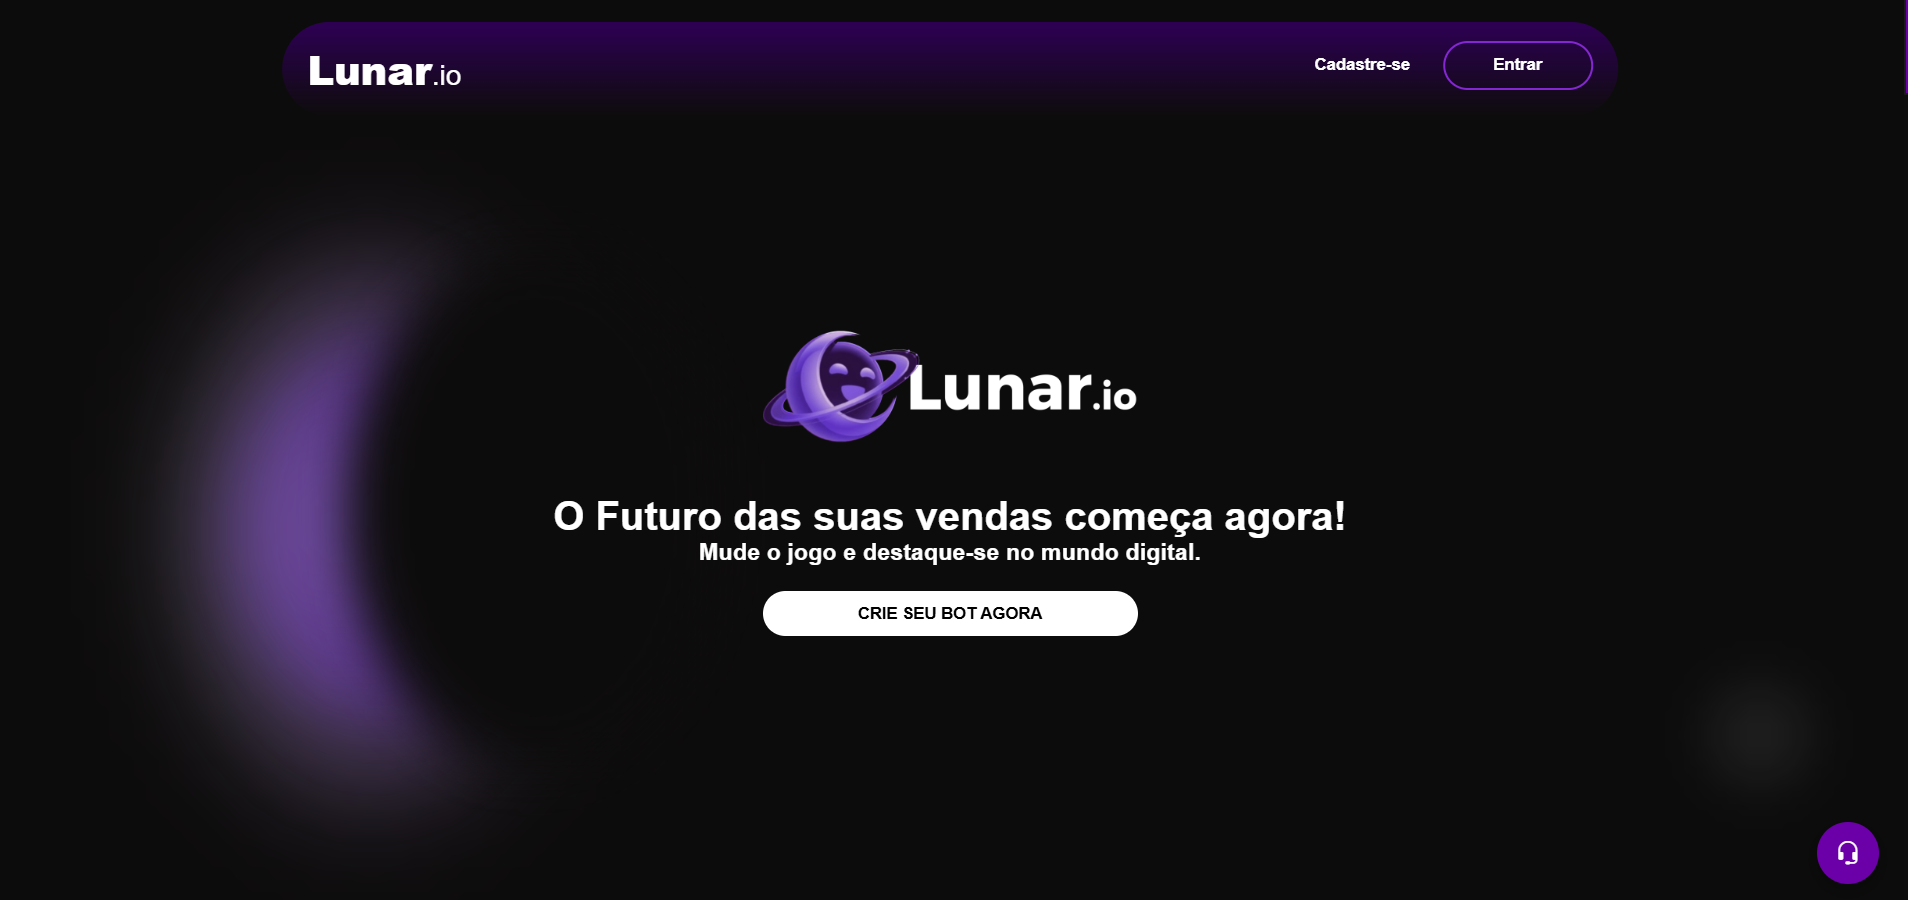 Lunar.io
Cadastre-se
Entrar
Lunar.io
O Futuro das suas vendas começa agora!
Mude o jogo e destaque-se no mundo digital.
CRIE SEU BOT AGORA